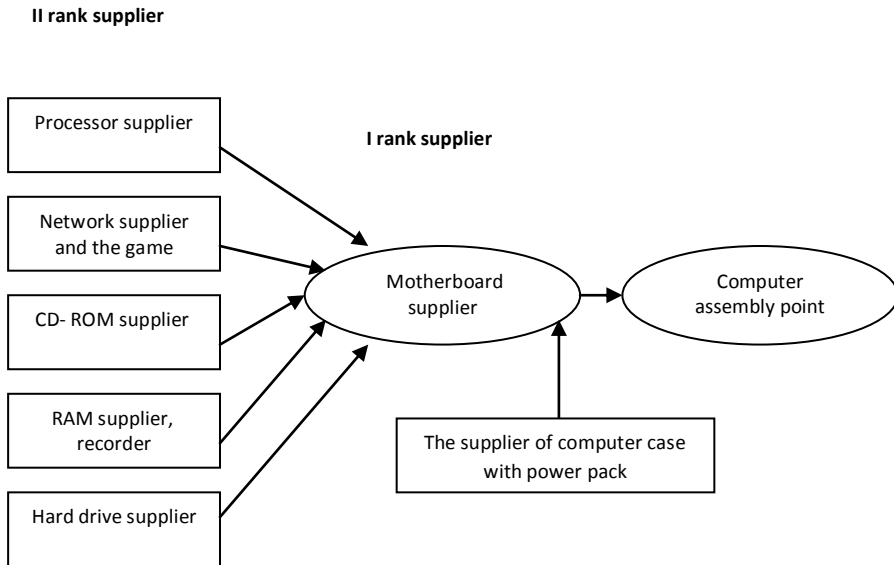 II rank supplier
Processor supplier
I rank supplier
Network supplier
and the game
Motherboard
supplier
Computer
assembly point
CD- ROM supplier
RAM supplier,
recorder
The supplier of computer case
with power pack
Hard drive supplier